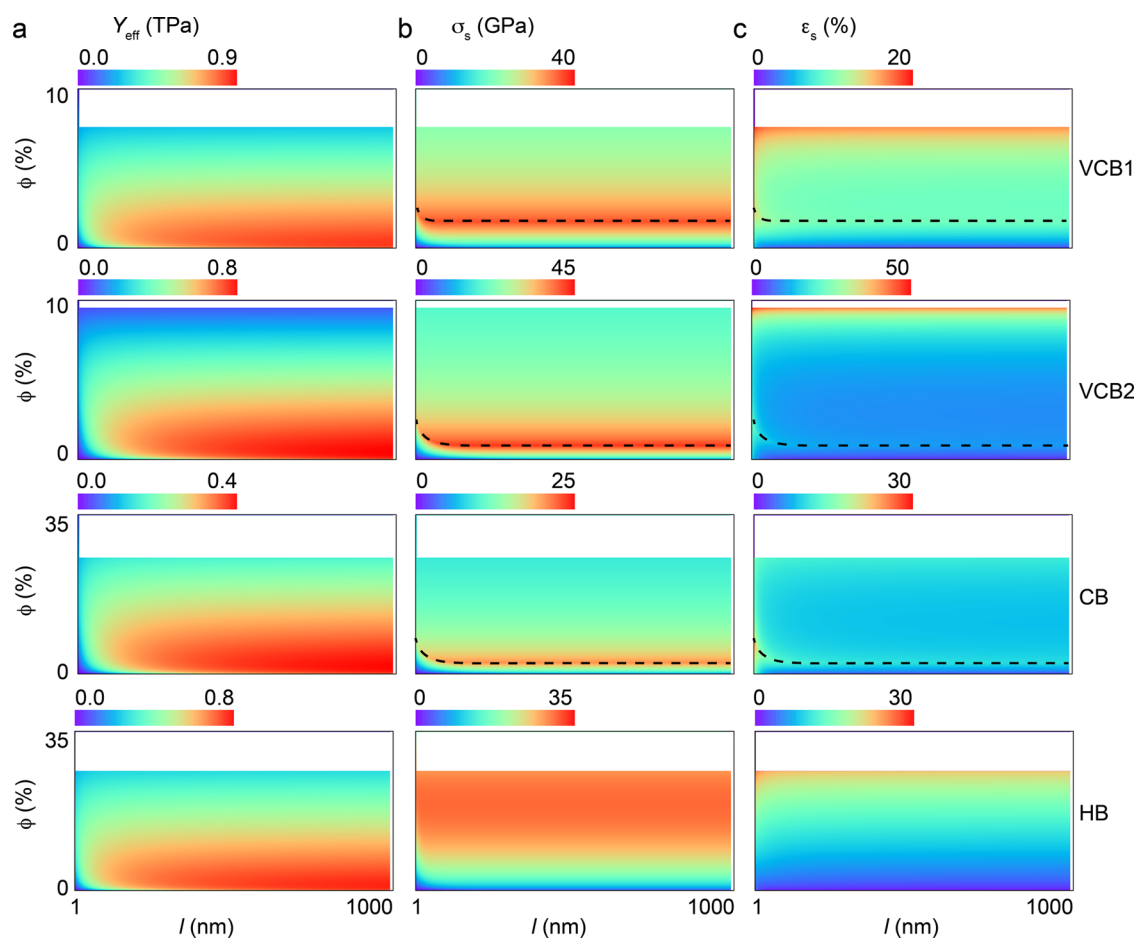 a Y_eff (TPa) b σ_s (GPa) c ε_s (%)
0.0 0.9 0 40 0 20
10
ϕ (%)
0
VCB1
0.0 0.8 0 45 0 50
10
ϕ (%)
0
VCB2
0.0 0.4 0 25 0 30
35
ϕ (%)
0
CB
0.0 0.8 0 35 0 30
35
ϕ (%)
0
HB
1 1000 1 1000 1 1000
l (nm) l (nm) l (nm)